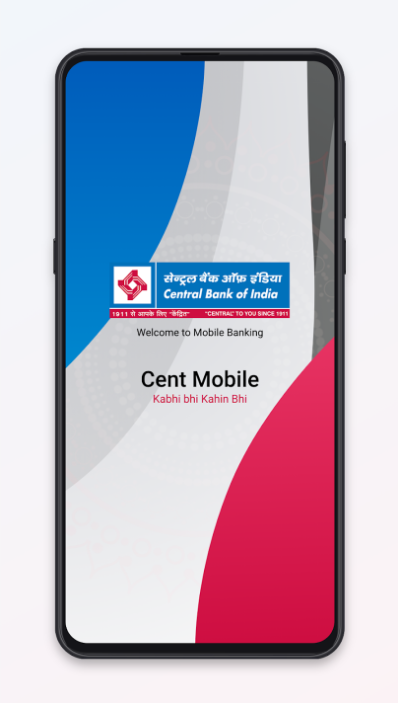 सेन्ट्रल बैंक ऑफ़ इंडिया
Central Bank of India
1911 से आपके लिए "केंद्रित" "CENTRAL" TO YOU SINCE 1911
Welcome to Mobile Banking
Cent Mobile
Kabhi bhi Kahin Bhi